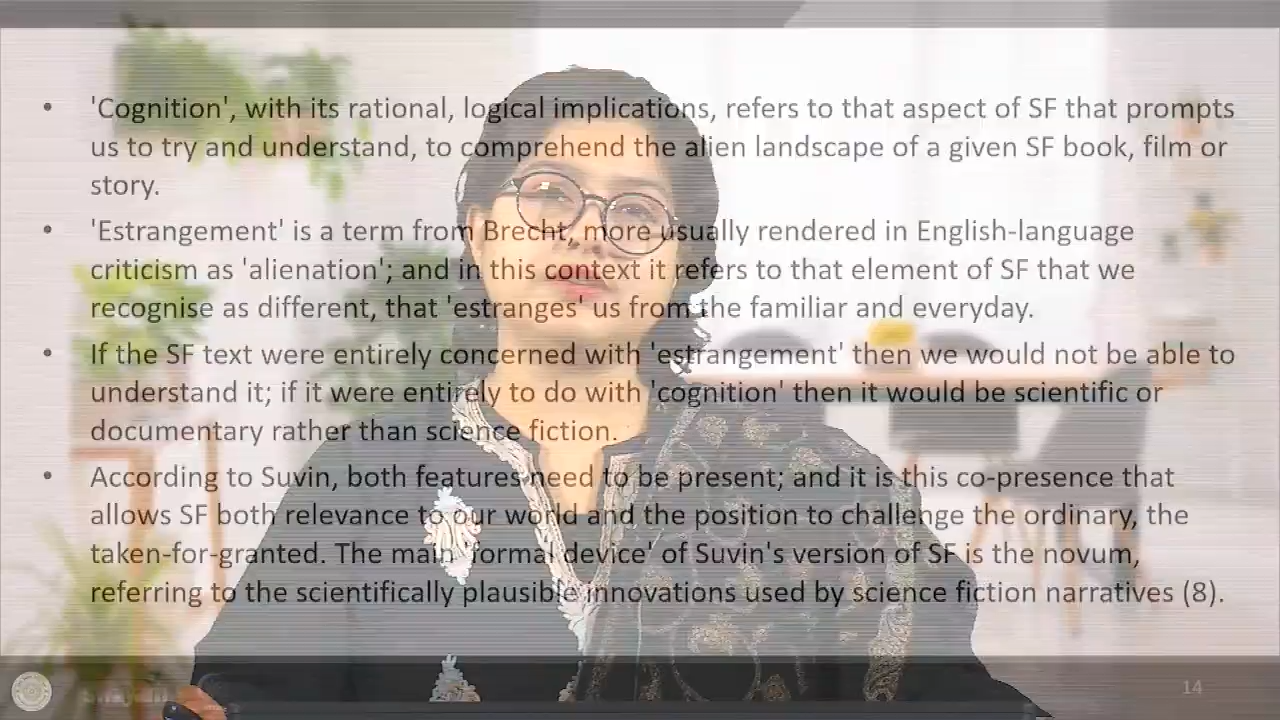 • 'Cognition', with its rational, logical implications, refers to that aspect of SF that prompts
us to try and understand, to comprehend the alien landscape of a given SF book, film or
story.
• 'Estrangement' is a term from Brecht, more usually rendered in English-language
criticism as 'alienation'; and in this context it refers to that element of SF that we
recognise as different, that 'estranges' us from the familiar and everyday.
• If the SF text were entirely concerned with 'estrangement' then we would not be able to
understand it; if it were entirely to do with 'cognition' then it would be scientific or
documentary rather than science fiction.
• According to Suvin, both features need to be present; and it is this co-presence that
allows SF both relevance to our world and the position to challenge the ordinary, the
taken-for-granted. The main 'formal device' of Suvin's version of SF is the novum,
referring to the scientifically plausible innovations used by science fiction narratives (8).
14